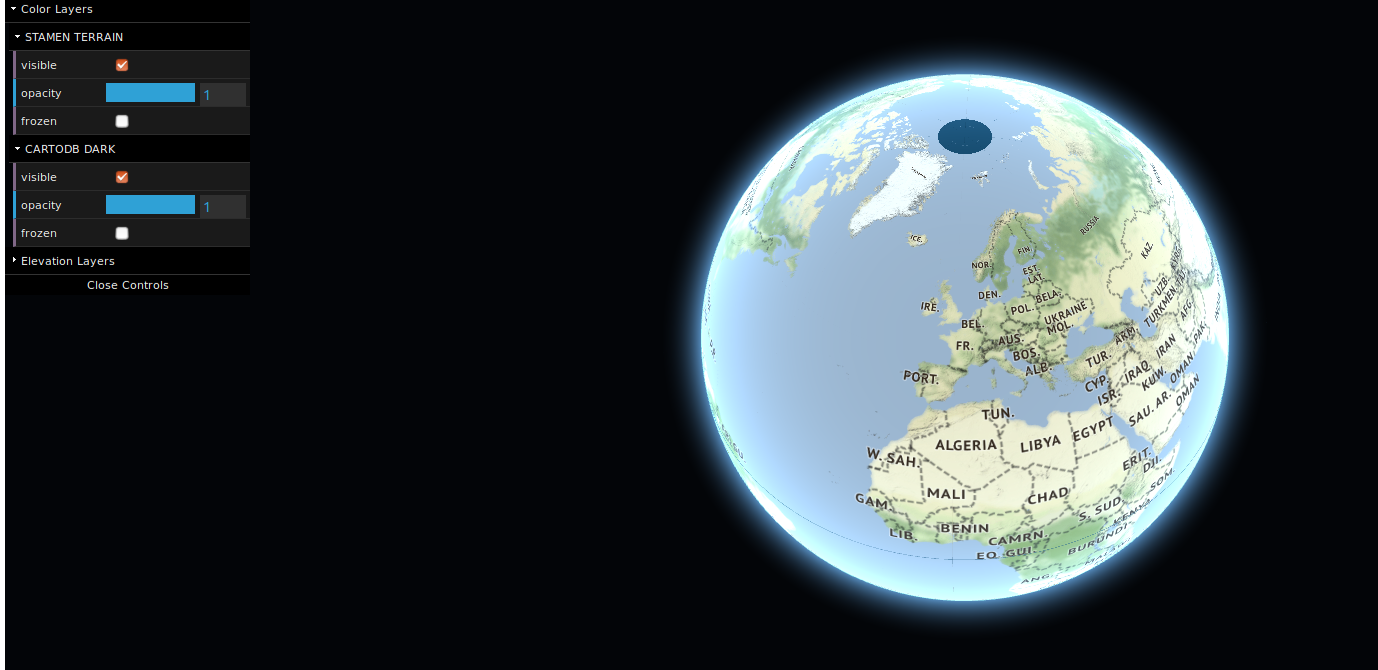 Color Layers
STAMEN TERRAIN
visible
opacity 1
frozen
CARTODB DARK
visible
opacity 1
frozen
Elevation Layers
Close Controls
ICE.
RUSSIA
FIN.
NOR.
KAZ.
EST.
LAT.
DEN.
BELA.
UZB.
IRE.
POL.
UKRAINE
TURKMEN.
BEL.
MOL.
AFG.
FR.
AUS.
ARM.
PAK.
BOS.
TUR.
IRAN
ALB.
PORT.
CYP.
IRAQ
KUW.
OMAN
ISR.
OMAN
TUN.
SAU. AR.
ALGERIA
LIBYA
EGYPT
W. SAH.
ERIT.
DJI.
MALI
CHAD
SOM.
GAM.
S. SUD.
BENIN
KENYA
LIB.
CAMRN.
BURUNDI
EQ. GUI.
ANG.